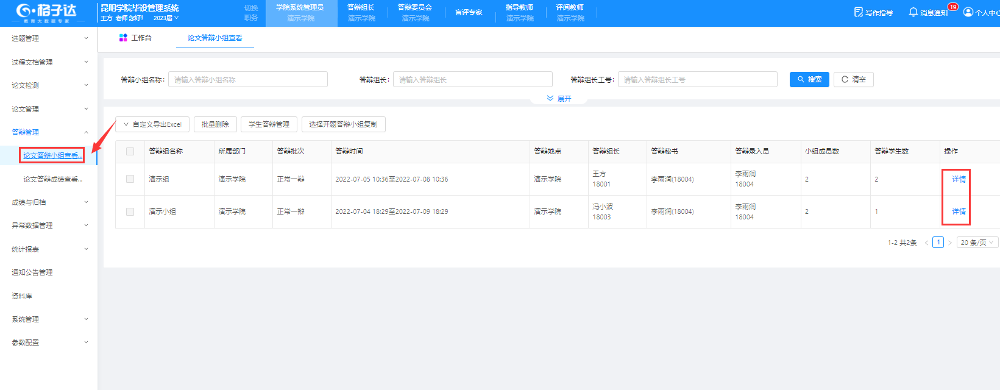 格子达
教育大数据专家
昆明学院毕设管理系统
王方 老师 您好! 2023届
切换
职务
学院系统管理员
演示学院
答辩组长
演示学院
答辩委员会
演示学院
盲评专家
指导教师
演示学院
评阅教师
演示学院
写作指导
消息通知
19
个人中心
选题管理
过程文档管理
论文检测
论文管理
答辩管理
论文答辩小组查看...
论文答辩成绩查看...
成绩与归档
异常数据管理
统计报表
通知公告管理
资料库
系统管理
参数配置
工作台
论文答辩小组查看
答辩小组名称: 请输入答辩小组名称
答辩组长: 请输入答辩组长
答辩组长工号: 请输入答辩组长工号
搜索
清空
展开
自定义导出Excel
批量删除
学生答辩管理
选择开题答辩小组复制
答辩组名称 所属部门 答辩批次 答辩时间 答辩地点 答辩组长 答辩秘书 答辩录入员 小组成员数 答辩学生数 操作
演示组 演示学院 正常一辩 2022-07-05 10:36至2022-07-08 10:36 演示学院 王方 18001 李雨润(18004) 李雨润 18004 2 2 详情
演示小组 演示学院 正常一辩 2022-07-04 18:29至2022-07-09 18:29 演示学院 冯小波 18003 李雨润(18004) 李雨润 18004 2 1 详情
1-2 共2条 < 1 > 20 条/页